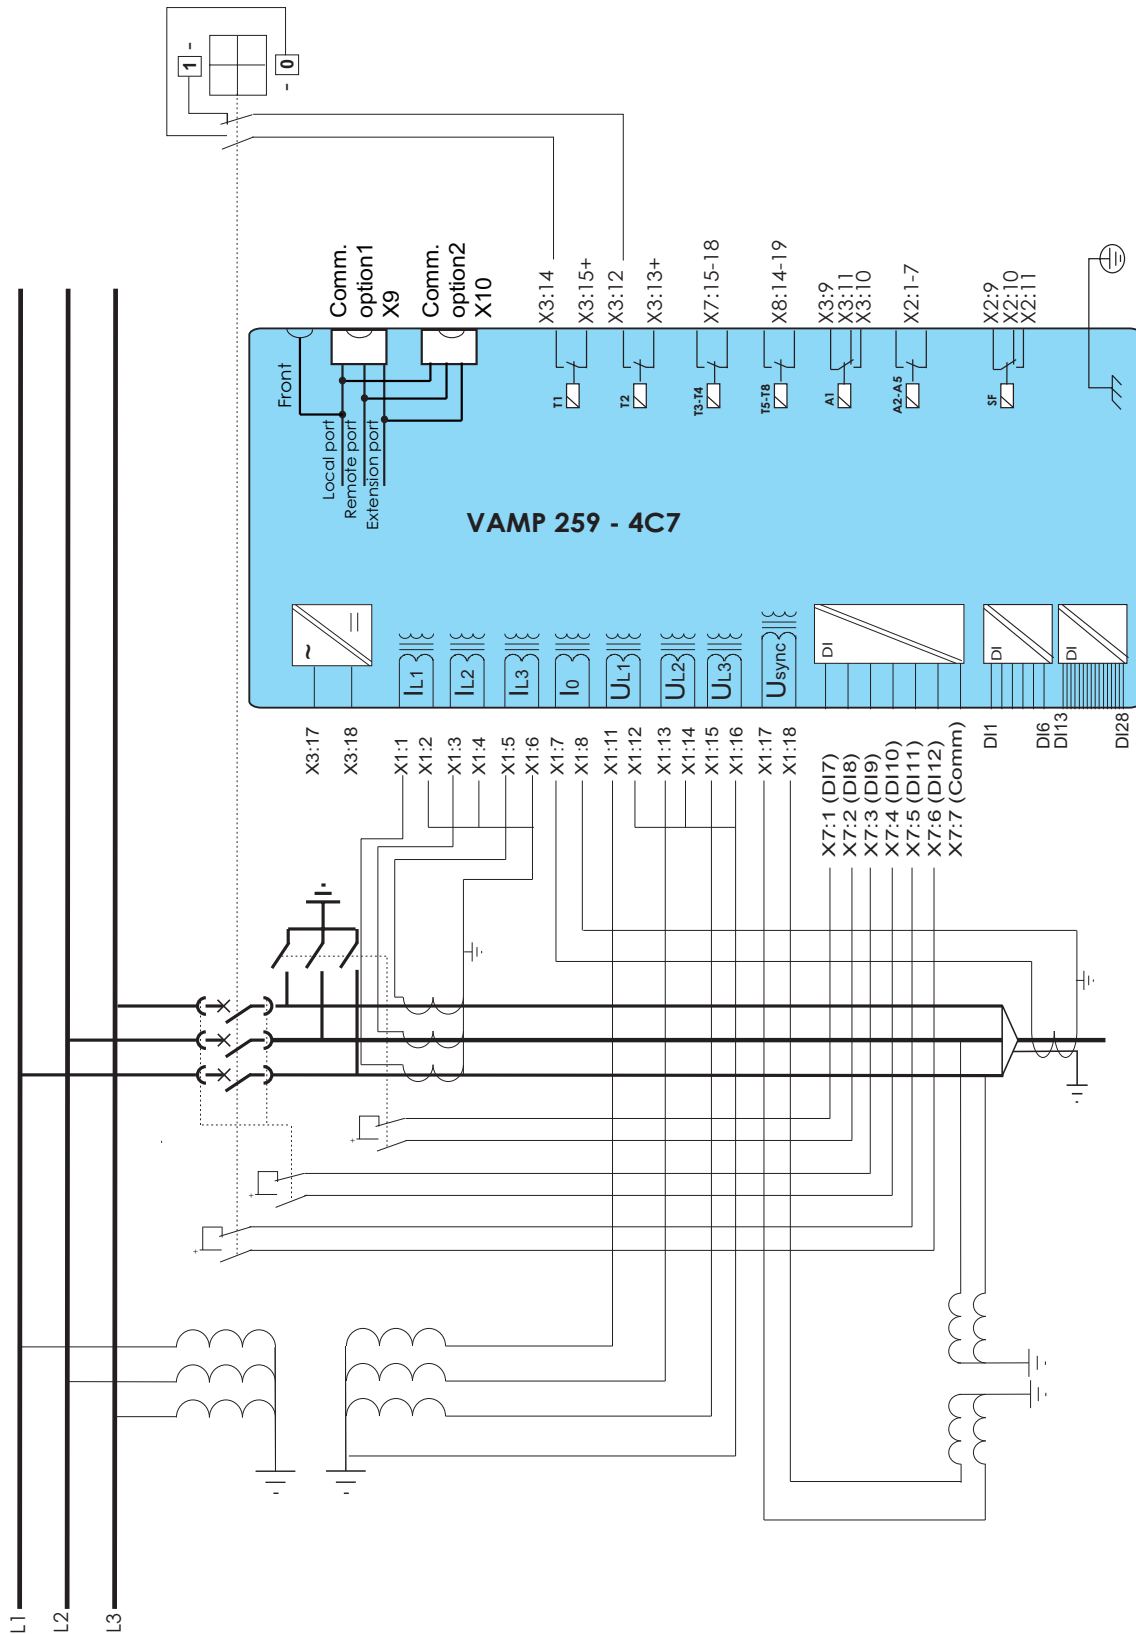 1 -
- 0
Front
Comm.
option1
X9
Comm.
option2
X10
Local port
Remote port
Extension port
VAMP 259 - 4C7
X3:14
X3:15+
X3:12
X3:13+
X7:15-18
X8:14-19
X3:9
X3:11
X3:10
X2:1-7
X2:9
X2:10
X2:11
T1
T2
T3-T4
T5-T8
A1
A2-A5
SF
~
IL1
IL2
IL3
I0
UL1
UL2
UL3
Usync
DI
DI
DI
X3:17
X3:18
X1:1
X1:2
X1:3
X1:4
X1:5
X1:6
X1:7
X1:8
X1:11
X1:12
X1:13
X1:14
X1:15
X1:16
X1:17
X1:18
X7:1 (DI7)
X7:2 (DI8)
X7:3 (DI9)
X7:4 (DI10)
X7:5 (DI11)
X7:6 (DI12)
X7:7 (Comm)
DI1
DI6
DI13
DI28
+
+
+
L1
L2
L3